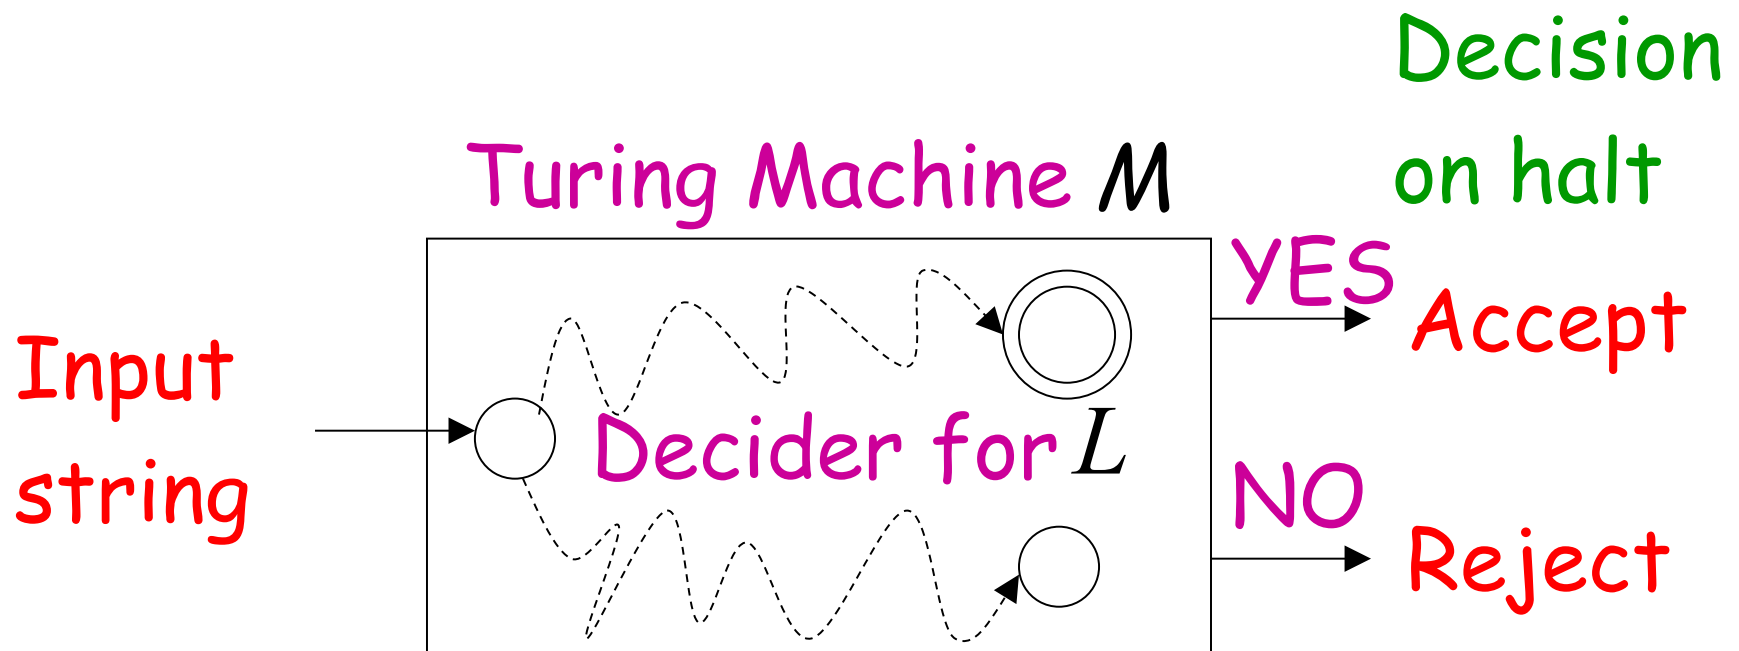 Decision
on halt
Turing Machine M
YES
Accept
Input
string
Decider for L
NO
Reject